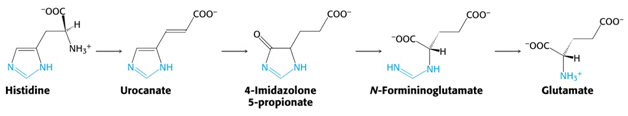 ⁻OOC
H
NH₃⁺
N
NH
Histidine
COO⁻
N
NH
Urocanate
COO⁻
O
N
NH
4-Imidazolone
5-propionate
COO⁻
⁻OOC
H
HN
NH
N-Formininoglutamate
COO⁻
⁻OOC
H
NH₃⁺
Glutamate